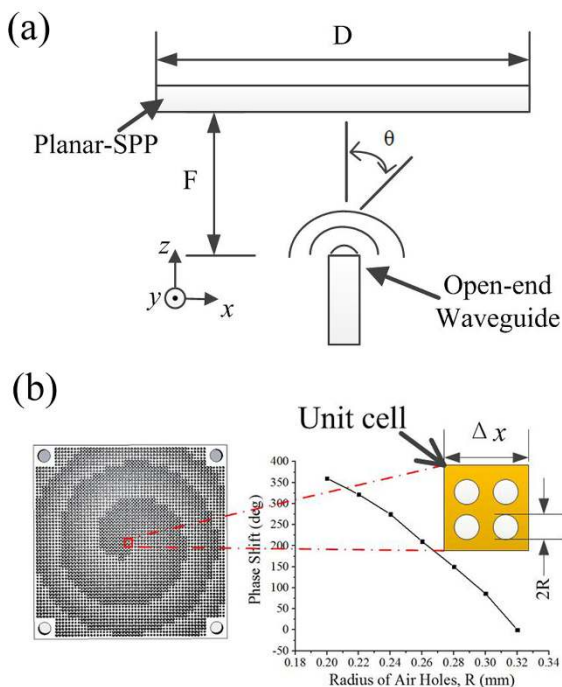 (a)
D
Planar-SPP
θ
F
z
y
x
Open-end
Waveguide
(b)
Unit cell
Δ x
2R
Phase Shift (deg)
400
350
300
250
200
150
100
50
0
-50
0.18 0.20 0.22 0.24 0.26 0.28 0.30 0.32 0.34
Radius of Air Holes, R (mm)